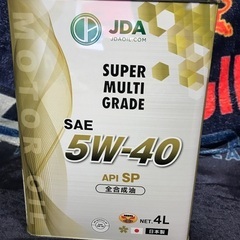 JDA
JDAOIL.COM
SUPER
MULTI
GRADE
SAE
5W-40
API SP
全合成油
NET.4L
日本製
MOTOR OIL